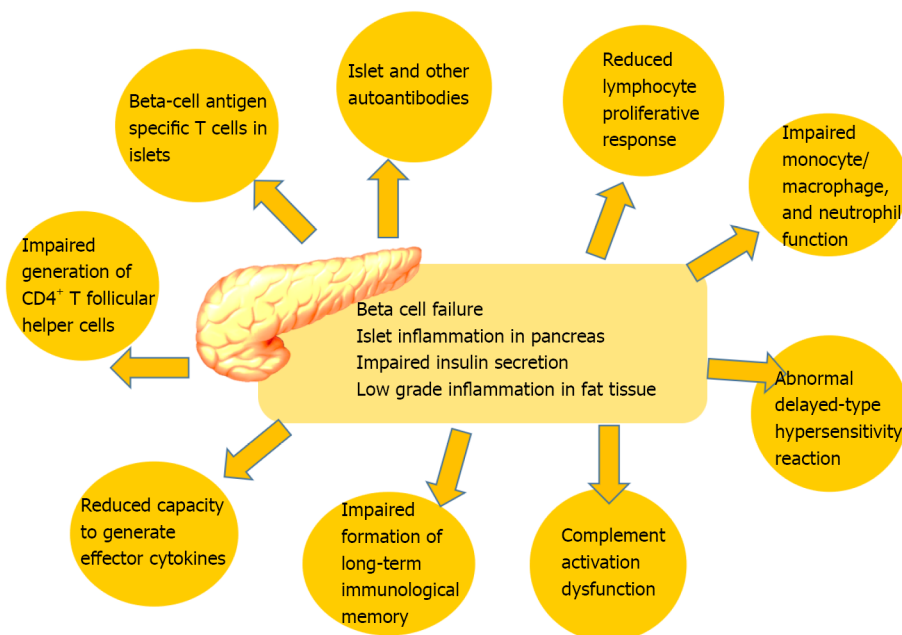 Islet and other
autoantibodies
Reduced
lymphocyte
proliferative
response
Beta-cell antigen
specific T cells in
islets
Impaired
monocyte/
macrophage,
and neutrophil
function
Impaired
generation of
CD4⁺ T follicular
helper cells
Beta cell failure
Islet inflammation in pancreas
Impaired insulin secretion
Low grade inflammation in fat tissue
Abnormal
delayed-type
hypersensitivity
reaction
Reduced capacity
to generate
effector cytokines
Impaired
formation of
long-term
immunological
memory
Complement
activation
dysfunction